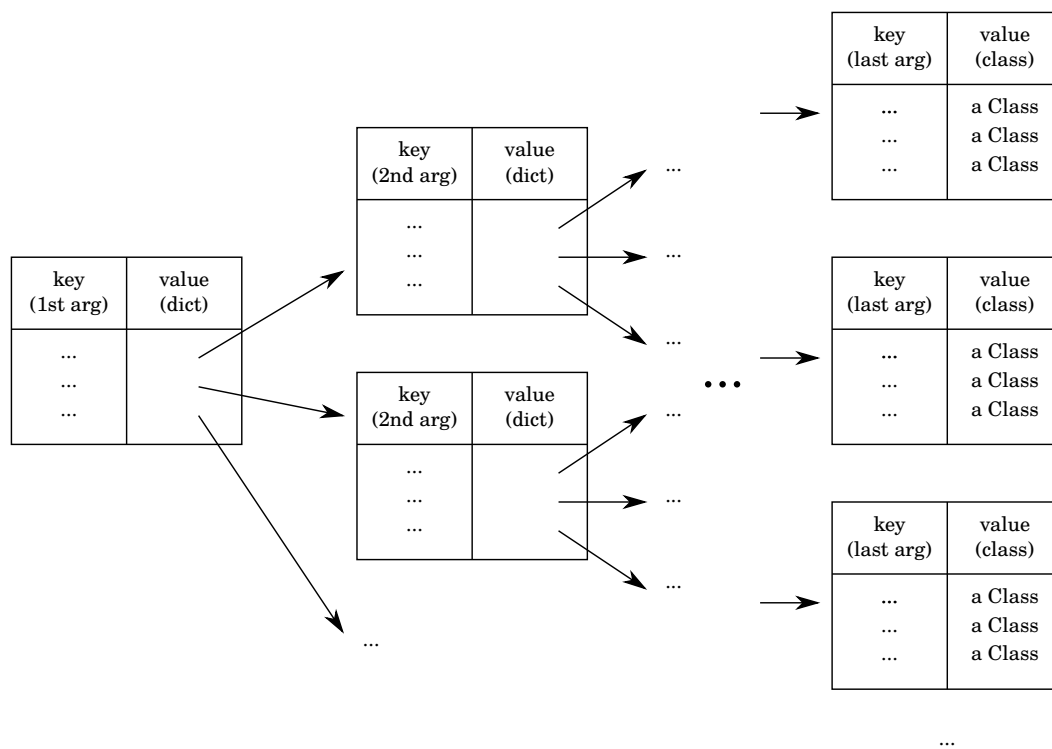 key
(1st arg)
value
(dict)
...
...
...
key
(2nd arg)
value
(dict)
...
...
...
key
(2nd arg)
value
(dict)
...
...
...
...
...
...
...
...
...
...
...
key
(last arg)
value
(class)
... a Class
... a Class
... a Class
key
(last arg)
value
(class)
... a Class
... a Class
... a Class
key
(last arg)
value
(class)
... a Class
... a Class
... a Class
...